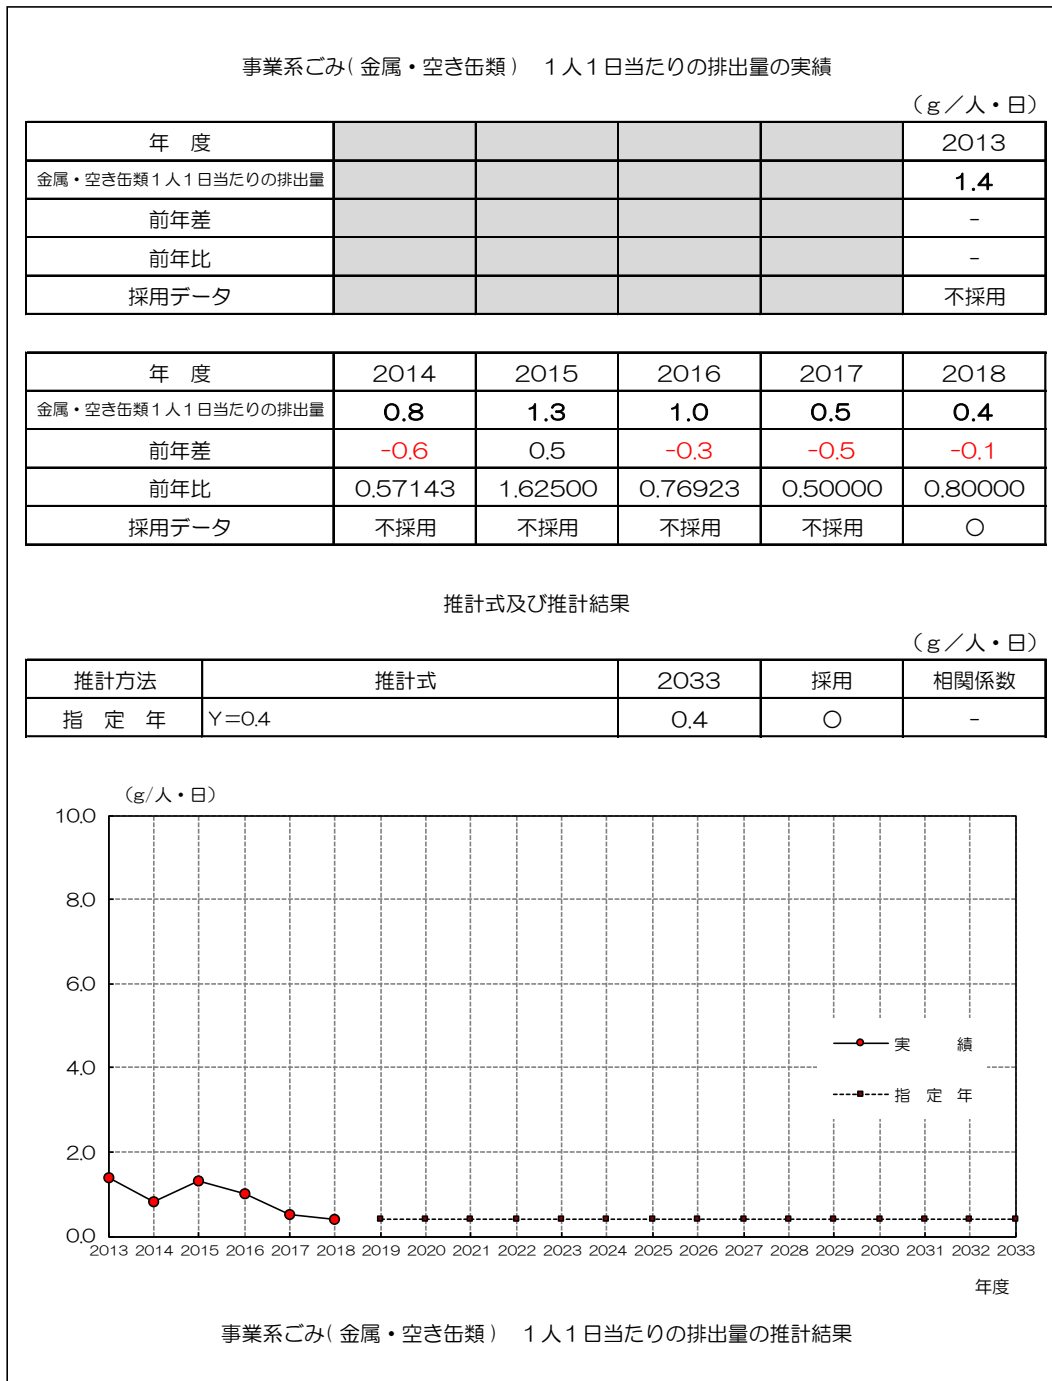 事業系ごみ(金属・空き缶類)　1人1日当たりの排出量の実績
(g／人・日)
年　度 2013
金属・空き缶類1人1日当たりの排出量 1.4
前年差 -
前年比 -
採用データ 不採用
年　度 2014 2015 2016 2017 2018
金属・空き缶類1人1日当たりの排出量 0.8 1.3 1.0 0.5 0.4
前年差 -0.6 0.5 -0.3 -0.5 -0.1
前年比 0.57143 1.62500 0.76923 0.50000 0.80000
採用データ 不採用 不採用 不採用 不採用 ○
推計式及び推計結果
(g／人・日)
推計方法 推計式 2033 採用 相関係数
指　定　年 Y=0.4 0.4 ○ -
(g/人・日)
10.0
8.0
6.0
4.0
2.0
0.0
実　　績
指　定　年
2013 2014 2015 2016 2017 2018 2019 2020 2021 2022 2023 2024 2025 2026 2027 2028 2029 2030 2031 2032 2033
年度
事業系ごみ(金属・空き缶類)　1人1日当たりの排出量の推計結果